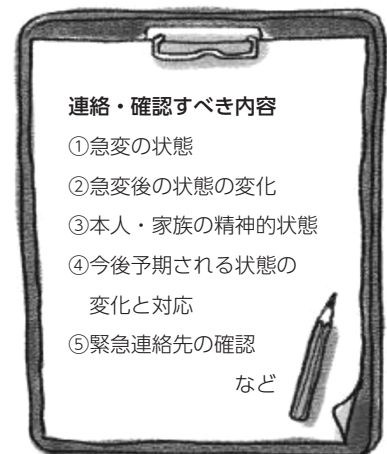 連絡・確認すべき内容
①急変の状態
②急変後の状態の変化
③本人・家族の精神的状態
④今後予期される状態の
変化と対応
⑤緊急連絡先の確認
など